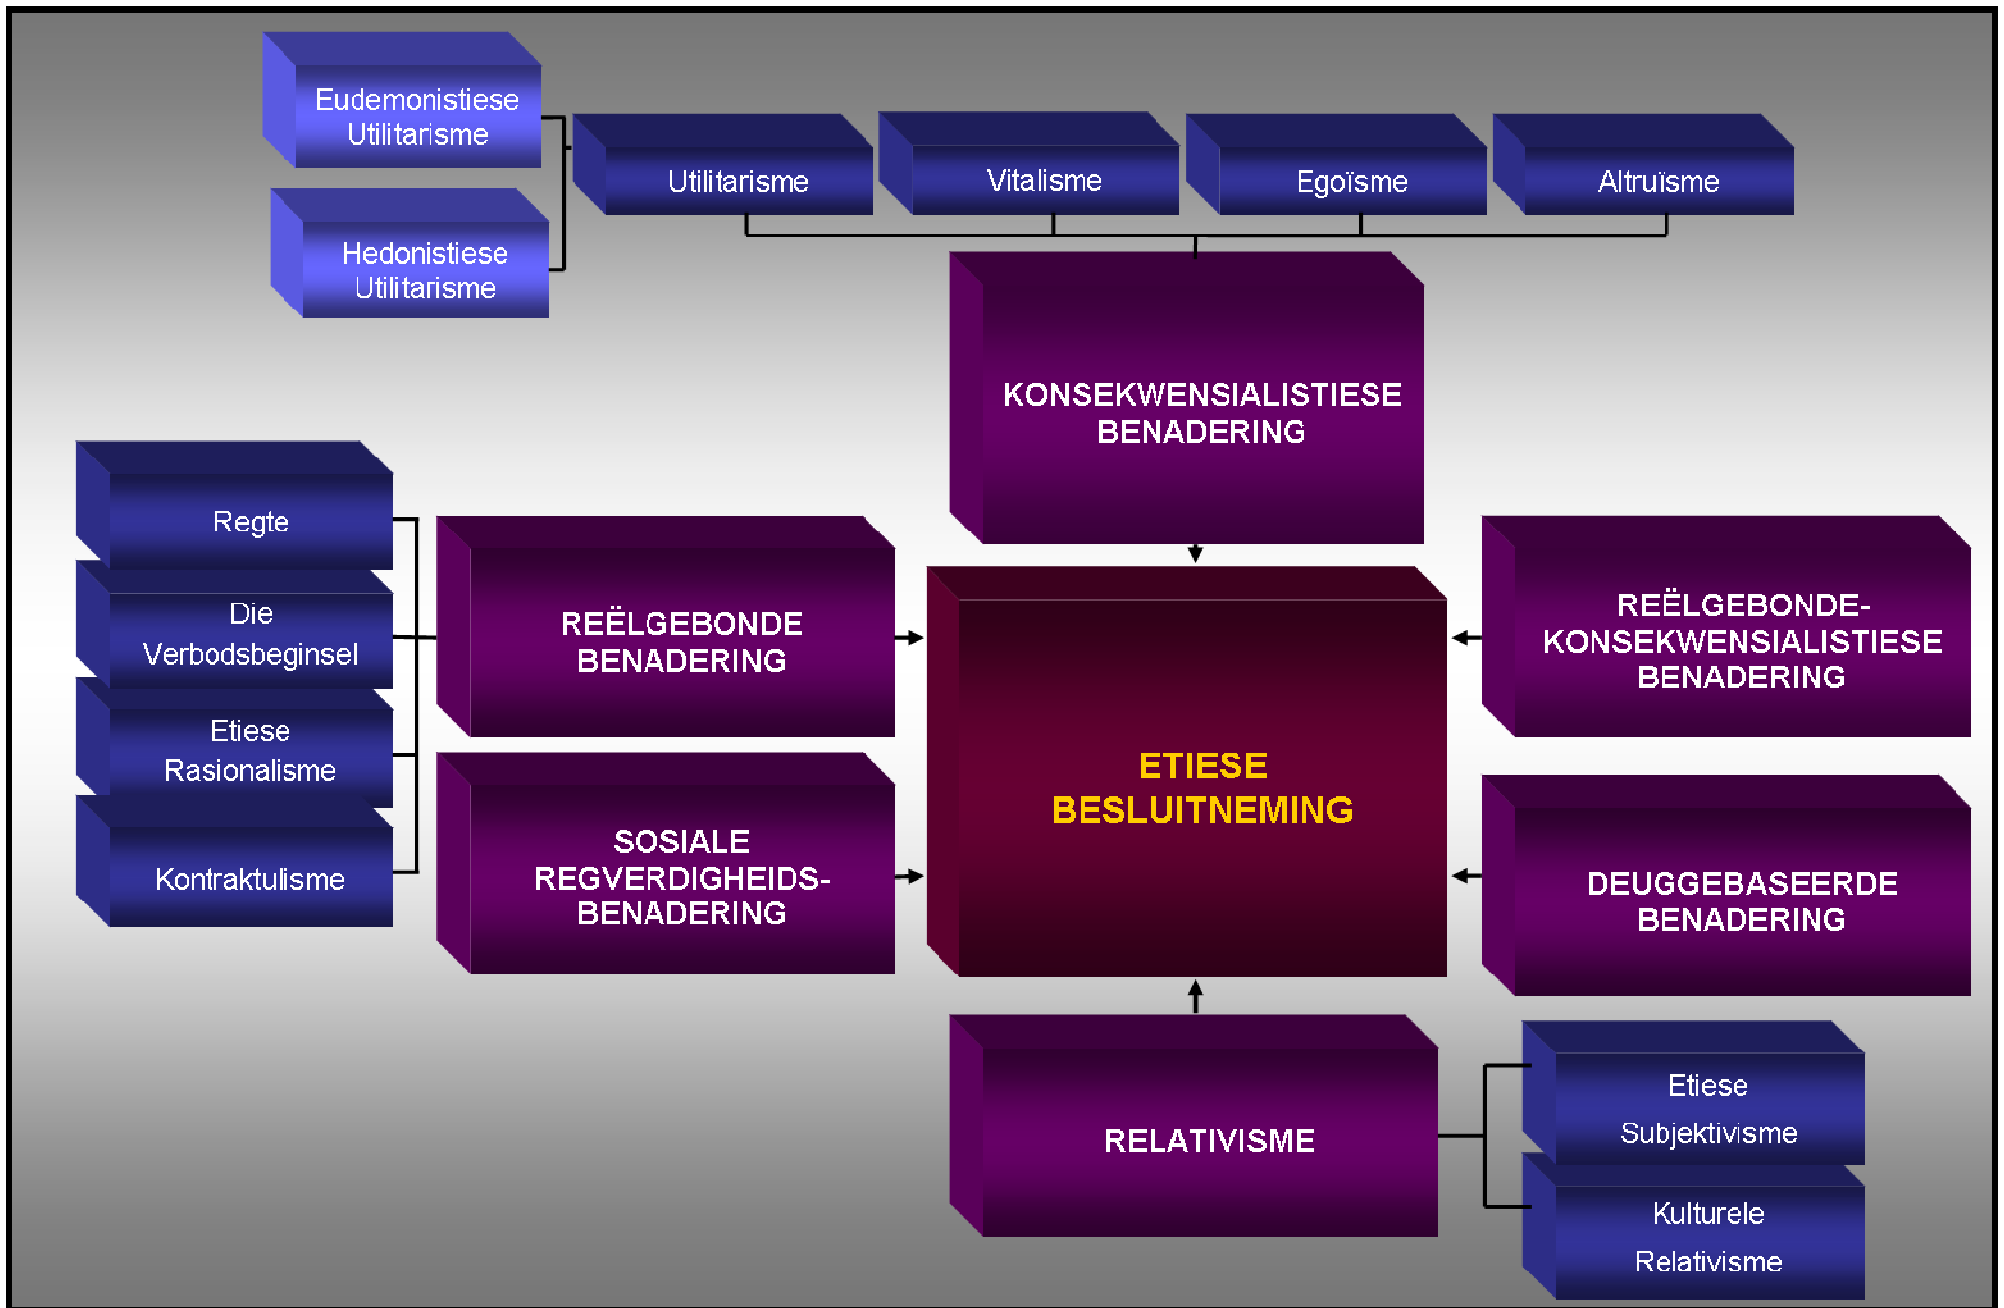 Eudemonistiese
Utilitarisme
Hedonistiese
Utilitarisme
Utilitarisme
Vitalisme
Egoïsme
Altruïsme
KONSEKWENSIALISTIESE
BENADERING
Regte
Die
Verbodsbeginsel
Etiese
Rasionalisme
Kontraktulisme
REËLGEBONDE
BENADERING
SOSIALE
REGVERDIGHEIDS-
BENADERING
ETIESE
BESLUITNEMING
REËLGEBONDE-
KONSEKWENSIALISTIESE
BENADERING
DEUGGEBASEERDE
BENADERING
RELATIVISME
Etiese
Subjektivisme
Kulturele
Relativisme